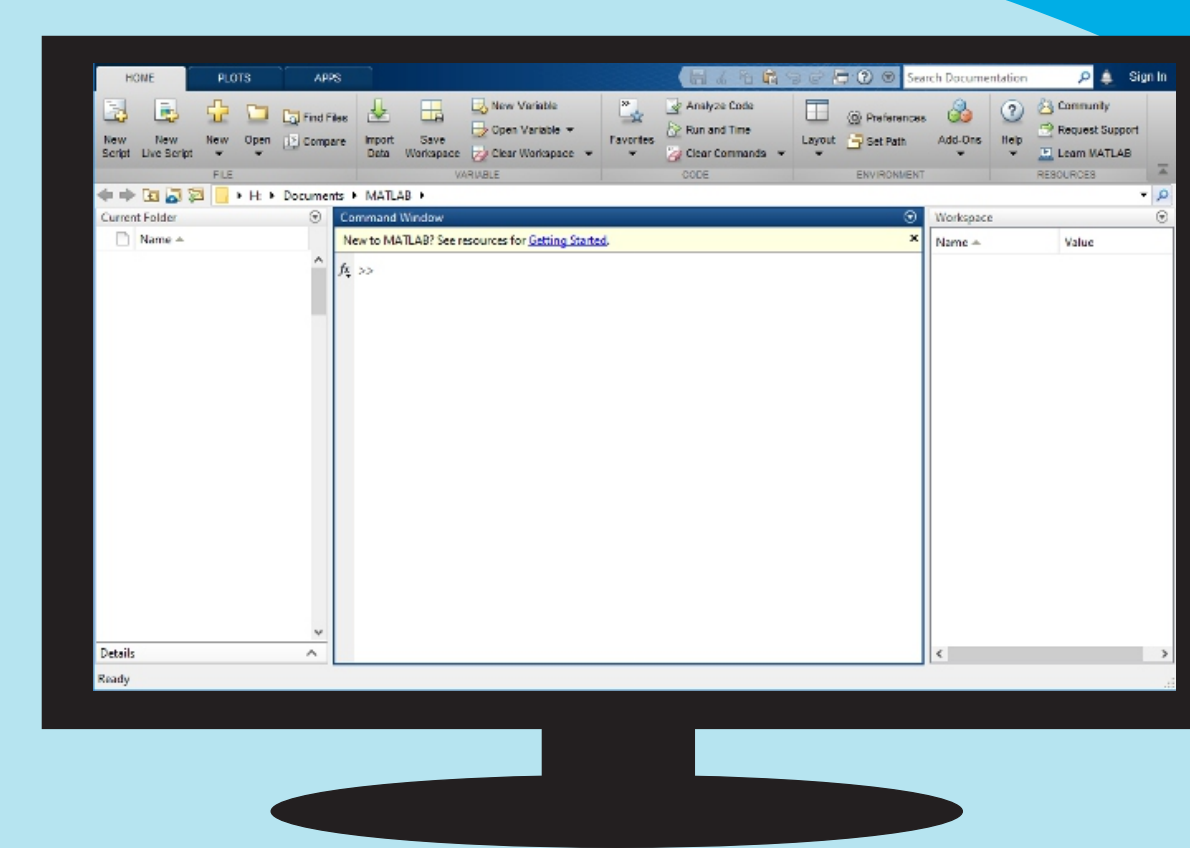 HOME PLOTS APPS Search Documentation Sign In
New Script New Live Script New Open Find Files Compare Import Data Save Workspace New Variable Open Variable Clear Workspace Favorites Analyze Code Run and Time Clear Commands Layout Preferences Set Path Add-Ons Help Community Request Support Learn MATLAB
FILE VARIABLE CODE ENVIRONMENT RESOURCES
H: Documents MATLAB
Current Folder Command Window Workspace
Name New to MATLAB? See resources for Getting Started. Name Value
fx >>
Details
Ready